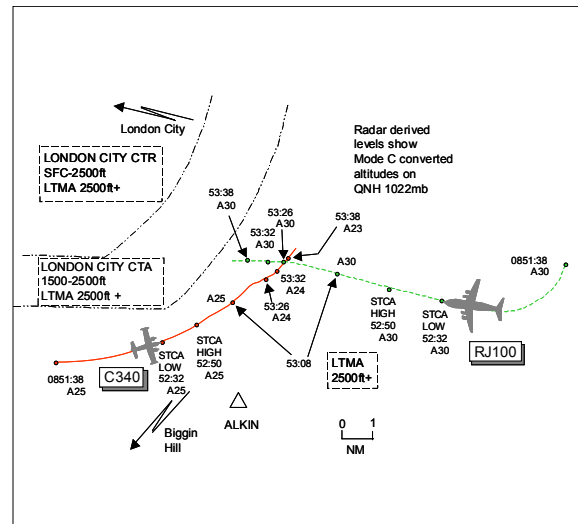 London City
Radar derived
levels show
Mode C converted
altitudes on
QNH 1022mb
LONDON CITY CTR
SFC-2500ft
LTMA 2500ft+
53:38
A30
53:26
A30
53:32
A30
53:38
A23
LONDON CITY CTA
1500-2500ft
LTMA 2500ft +
A30
0851:38
A30
53:32
A24
A25
53:26
A24
STCA
HIGH
52:50
A30
STCA
LOW
52:32
A30
RJ100
STCA
HIGH
52:50
A25
STCA
LOW
52:32
A25
53:08
LTMA
2500ft+
C340
0851:38
A25
ALKIN
0 1
NM
Biggin
Hill